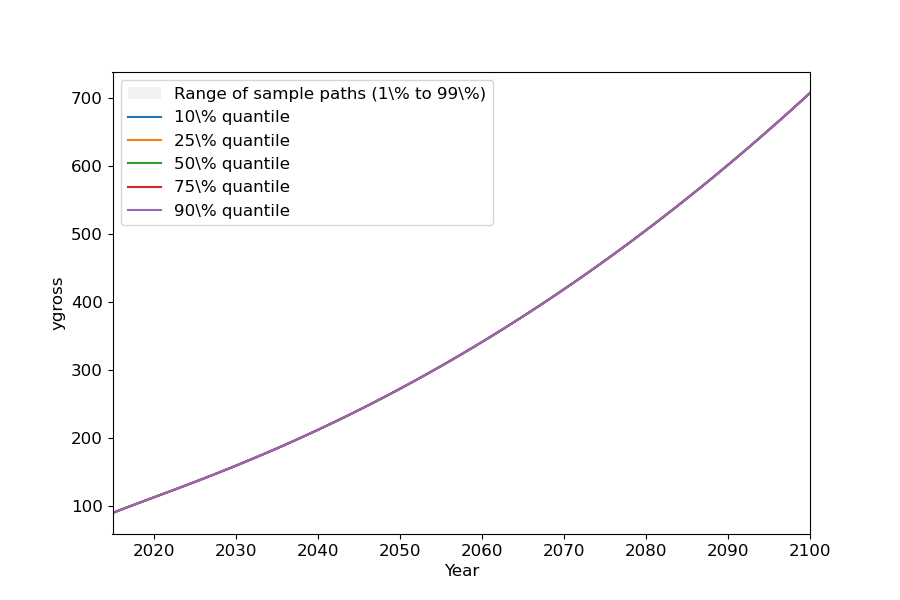 Range of sample paths (1\% to 99\%)
10\% quantile
25\% quantile
50\% quantile
75\% quantile
90\% quantile
700
600
500
400
300
200
100
ygross
2020 2030 2040 2050 2060 2070 2080 2090 2100
Year